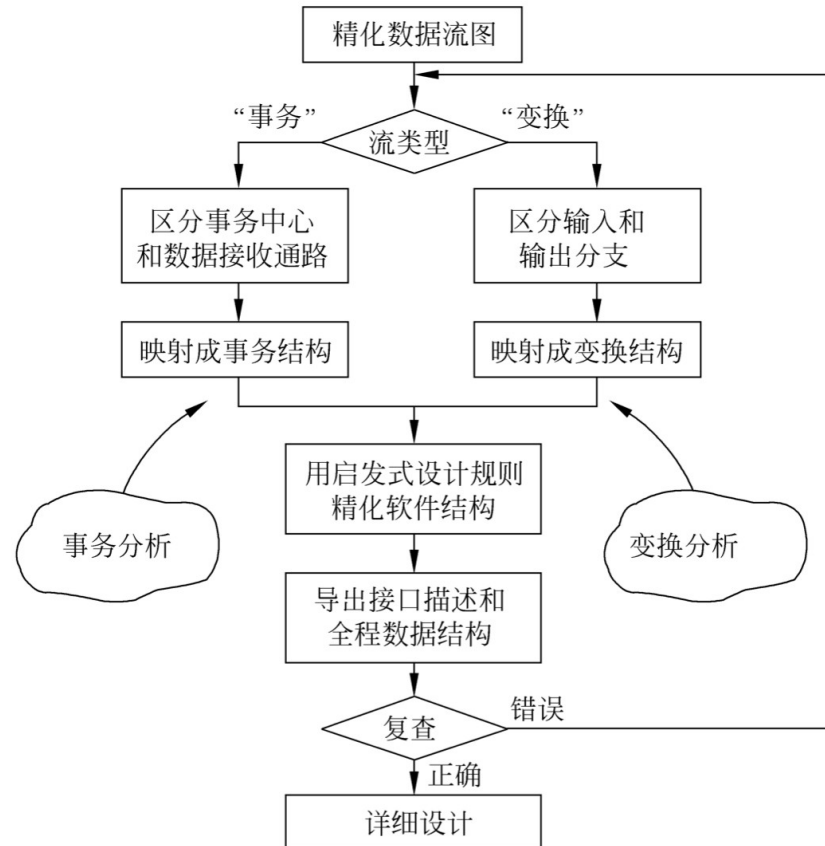 精化数据流图
“事务”
“变换”
流类型
区分事务中心
和数据接收通路
区分输入和
输出分支
映射成事务结构
映射成变换结构
用启发式设计规则
精化软件结构
事务分析
变换分析
导出接口描述和
全程数据结构
错误
复查
正确
详细设计